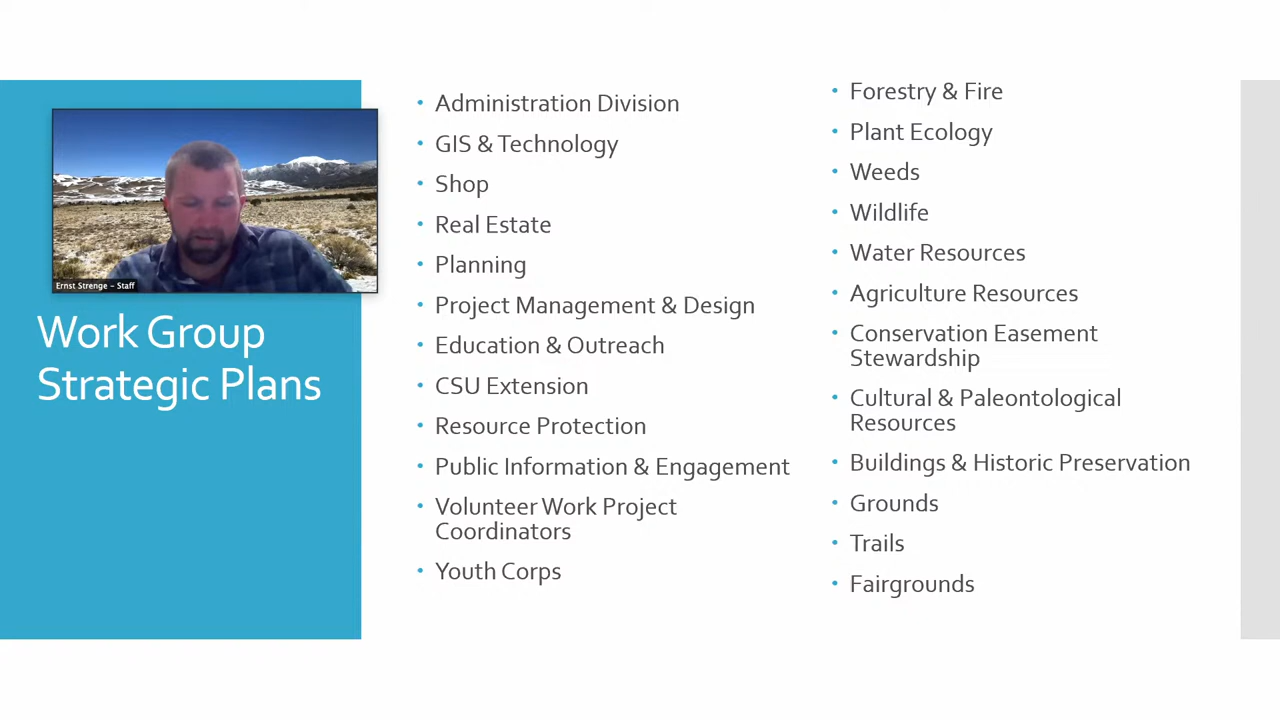 Ernst Strenge – Staff
Work Group
Strategic Plans
• Administration Division
• GIS & Technology
• Shop
• Real Estate
• Planning
• Project Management & Design
• Education & Outreach
• CSU Extension
• Resource Protection
• Public Information & Engagement
• Volunteer Work Project
Coordinators
• Youth Corps
• Forestry & Fire
• Plant Ecology
• Weeds
• Wildlife
• Water Resources
• Agriculture Resources
• Conservation Easement
Stewardship
• Cultural & Paleontological
Resources
• Buildings & Historic Preservation
• Grounds
• Trails
• Fairgrounds